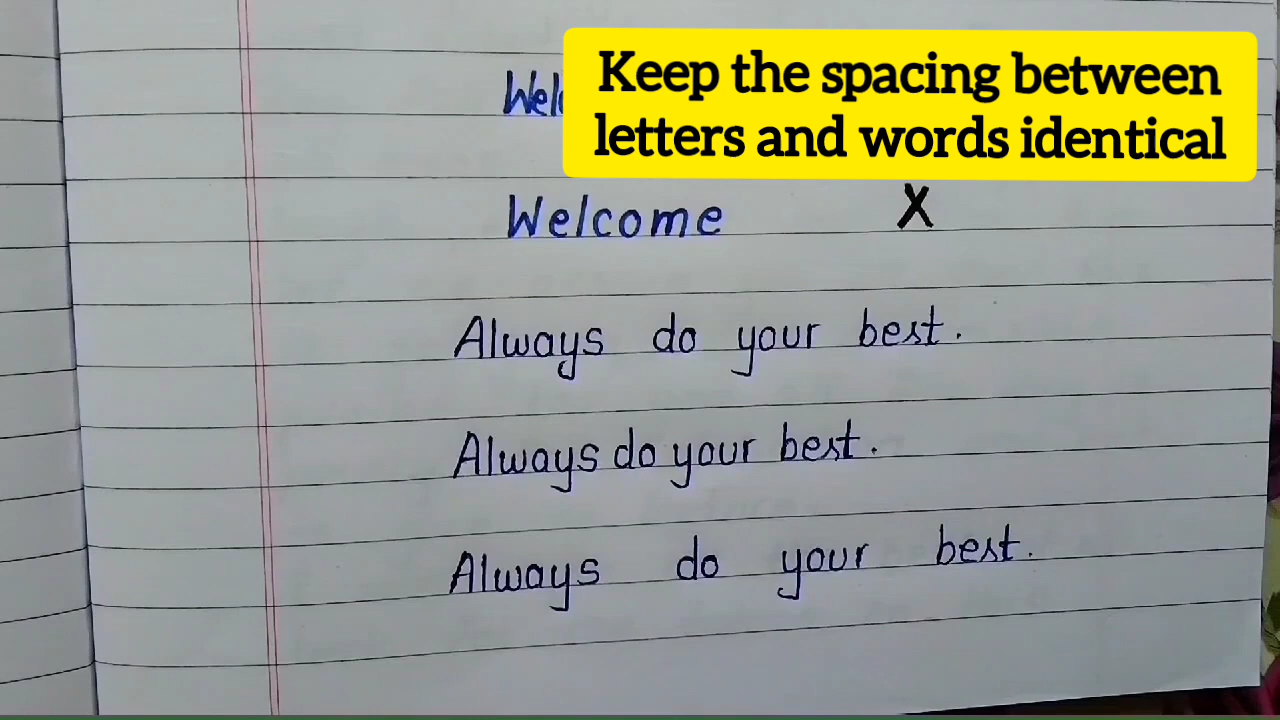 Keep the spacing between
letters and words identical
Welcome X
Always do your best.
Always do your best.
Always do your best.